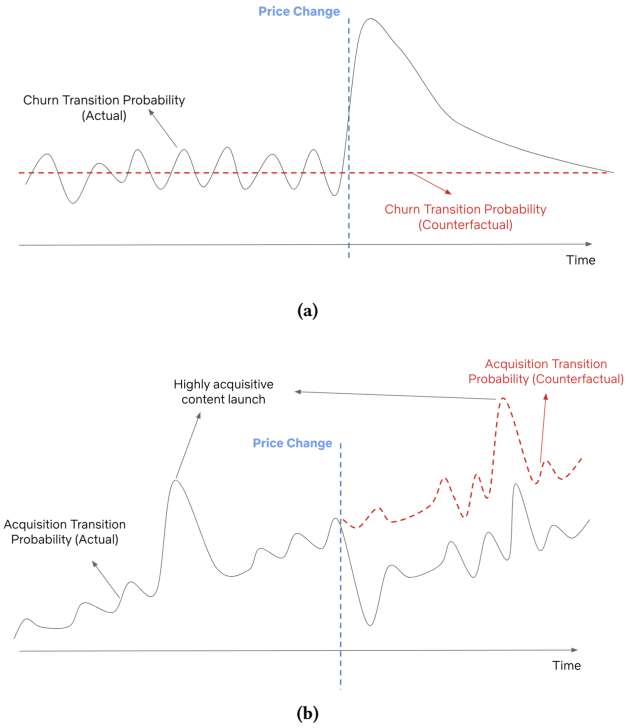 Price Change
Churn Transition Probability
(Actual)
Churn Transition Probability
(Counterfactual)
Time
(a)
Acquisition Transition
Probability (Counterfactual)
Highly acquisitive
content launch
Price Change
Acquisition Transition
Probability (Actual)
Time
(b)